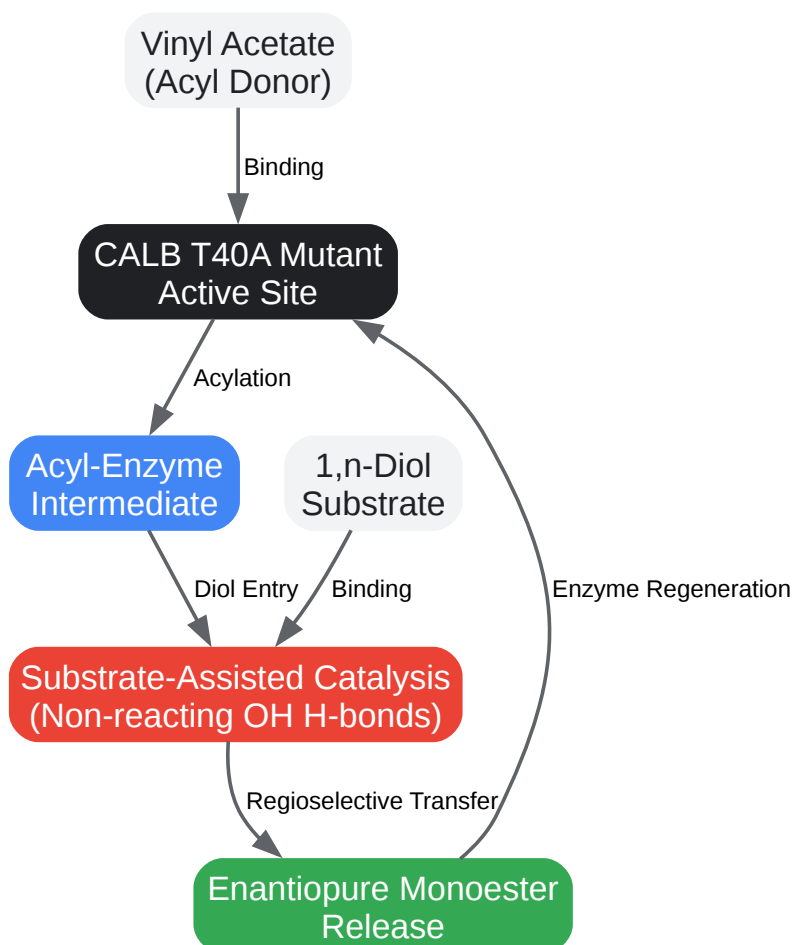 Vinyl Acetate
(Acyl Donor)
Binding
CALB T40A Mutant
Active Site
Acylation
Acyl-Enzyme
Intermediate
1,n-Diol
Substrate
Diol Entry
Binding
Enzyme Regeneration
Substrate-Assisted Catalysis
(Non-reacting OH H-bonds)
Regioselective Transfer
Enantiopure Monoester
Release